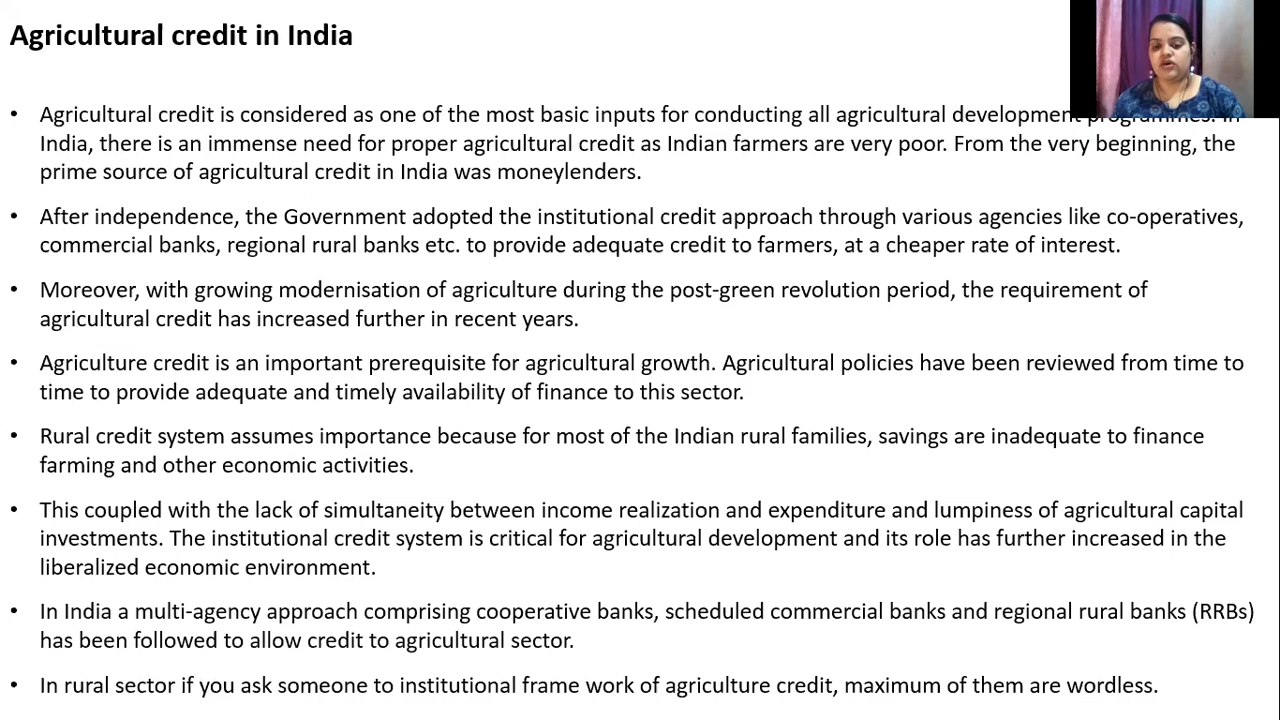 Agricultural credit in India
• Agricultural credit is considered as one of the most basic inputs for conducting all agricultural development programmes. In
India, there is an immense need for proper agricultural credit as Indian farmers are very poor. From the very beginning, the
prime source of agricultural credit in India was moneylenders.
• After independence, the Government adopted the institutional credit approach through various agencies like co-operatives,
commercial banks, regional rural banks etc. to provide adequate credit to farmers, at a cheaper rate of interest.
• Moreover, with growing modernisation of agriculture during the post-green revolution period, the requirement of
agricultural credit has increased further in recent years.
• Agriculture credit is an important prerequisite for agricultural growth. Agricultural policies have been reviewed from time to
time to provide adequate and timely availability of finance to this sector.
• Rural credit system assumes importance because for most of the Indian rural families, savings are inadequate to finance
farming and other economic activities.
• This coupled with the lack of simultaneity between income realization and expenditure and lumpiness of agricultural capital
investments. The institutional credit system is critical for agricultural development and its role has further increased in the
liberalized economic environment.
• In India a multi-agency approach comprising cooperative banks, scheduled commercial banks and regional rural banks (RRBs)
has been followed to allow credit to agricultural sector.
• In rural sector if you ask someone to institutional frame work of agriculture credit, maximum of them are wordless.